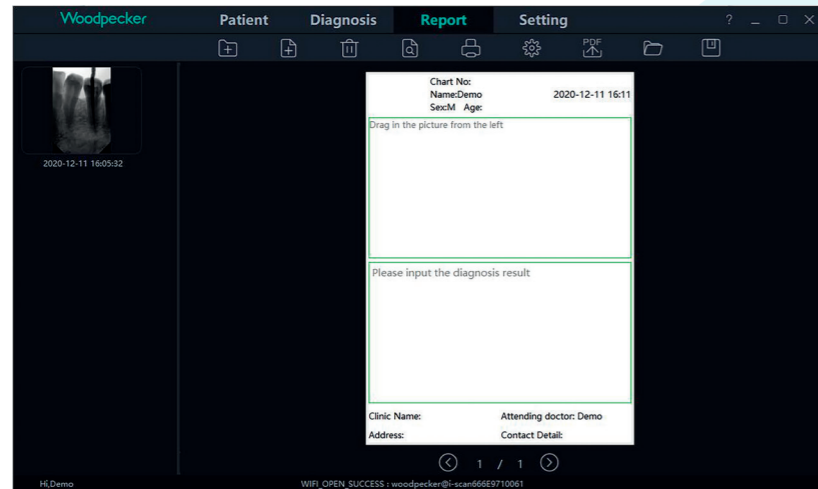 Woodpecker Patient Diagnosis Report Setting ?
PDF
Chart No:
Name:Demo 2020-12-11 16:11
Sex:M Age:
Drag in the picture from the left
2020-12-11 16:05:32
Please input the diagnosis result
Clinic Name: Attending doctor: Demo
Address: Contact Detail:
1 / 1
Hi,Demo WIFI_OPEN_SUCCESS : woodpecker@i-scan666E9710061